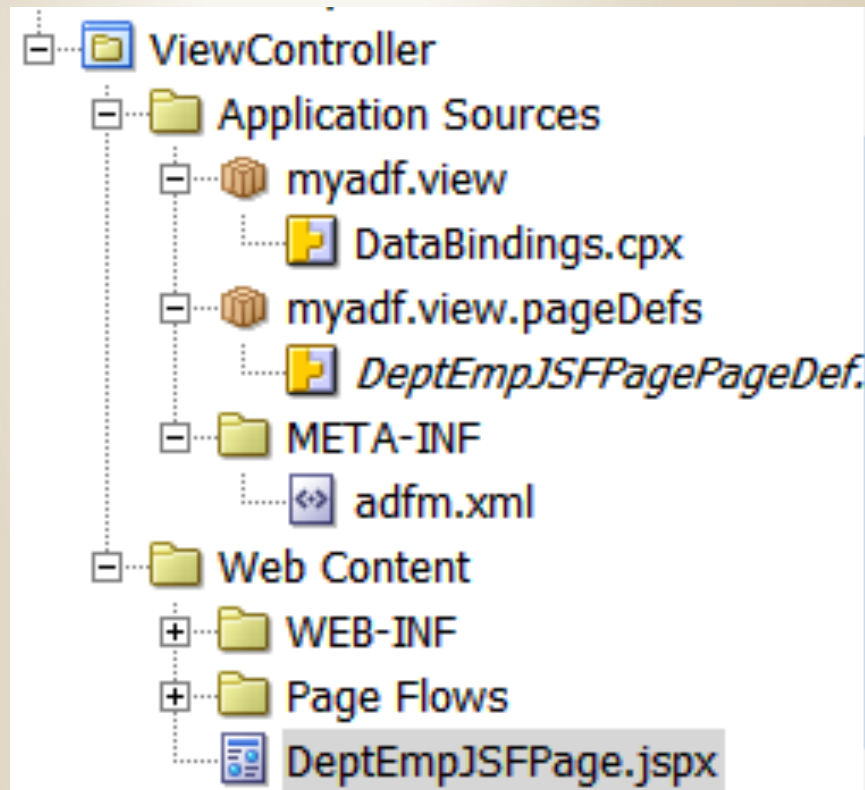 ViewController
Application Sources
myadf.view
DataBindings.cpx
myadf.view.pageDefs
DeptEmpJSFPagePageDef.
META-INF
adfm.xml
Web Content
WEB-INF
Page Flows
DeptEmpJSFPage.jspx